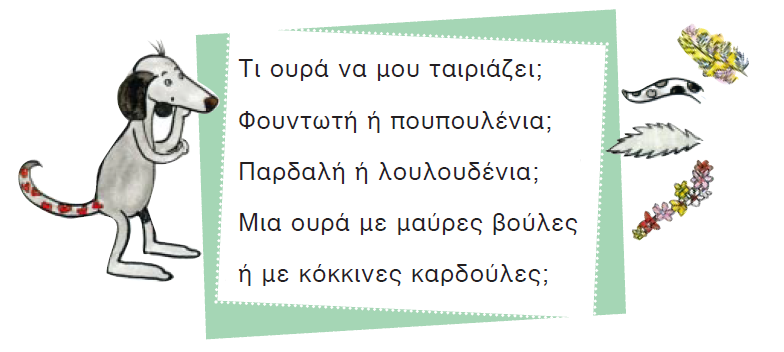 Τι ουρά να μου ταιριάζει;
Φουντωτή ή πουπουλένια;
Παρδαλή ή λουλουδένια;
Μια ουρά με μαύρες βούλες
ή με κόκκινες καρδούλες;